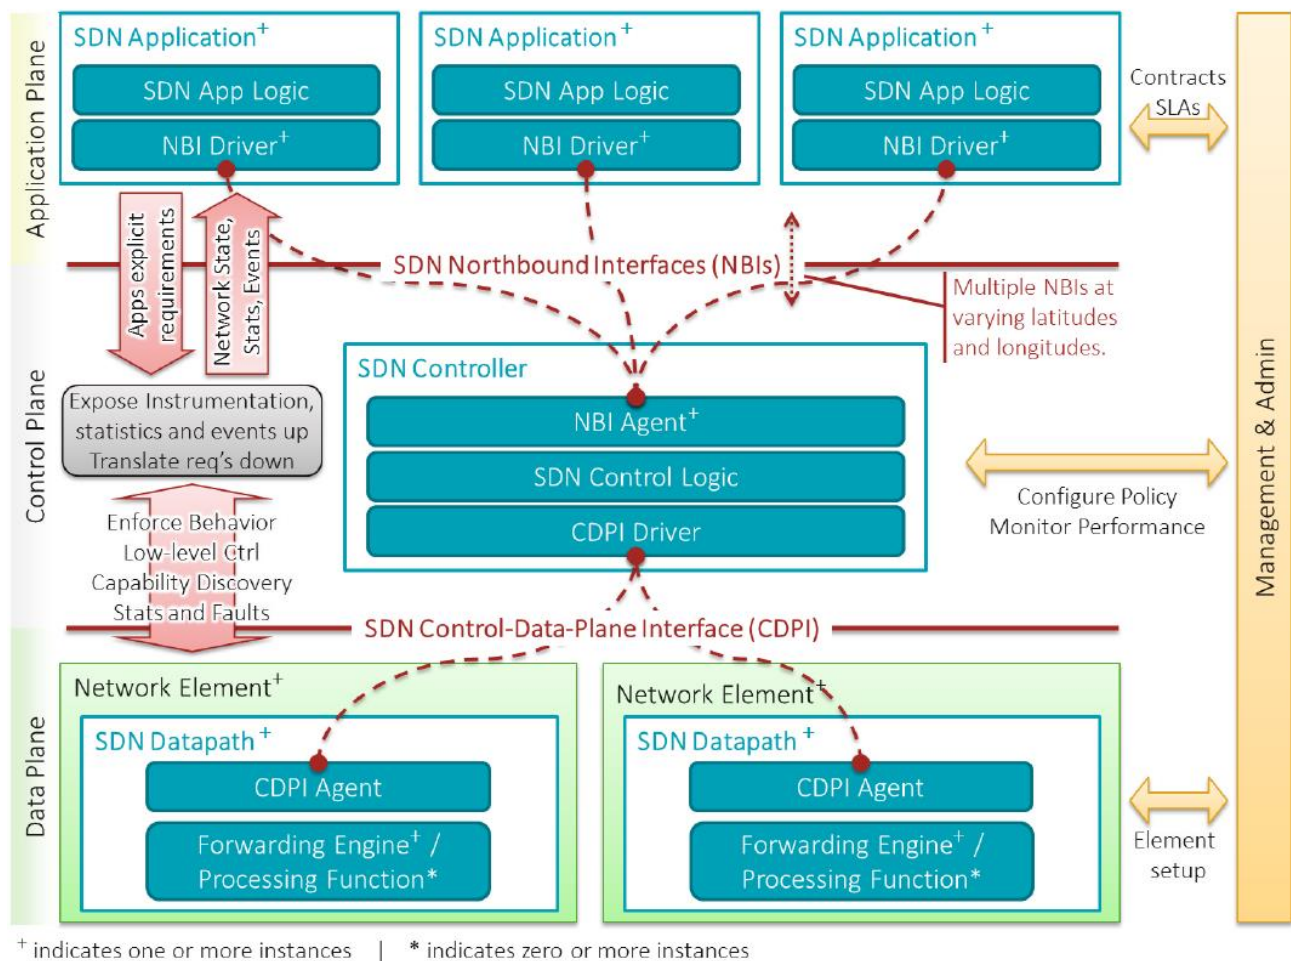 Application Plane
SDN Application+
SDN App Logic
NBI Driver+
SDN Application+
SDN App Logic
NBI Driver+
SDN Application+
SDN App Logic
NBI Driver+
Contracts
SLAs
Apps explicit
requirements
Network State,
Stats, Events
SDN Northbound Interfaces (NBIs)
Multiple NBIs at
varying latitudes
and longitudes.
Control Plane
Expose Instrumentation,
statistics and events up
Translate req's down
SDN Controller
NBI Agent+
SDN Control Logic
CDPI Driver
Configure Policy
Monitor Performance
Management & Admin
Enforce Behavior
Low-level Ctrl
Capability Discovery
Stats and Faults
SDN Control-Data-Plane Interface (CDPI)
Data Plane
Network Element+
SDN Datapath+
CDPI Agent
Forwarding Engine+ /
Processing Function*
Network Element+
SDN Datapath+
CDPI Agent
Forwarding Engine+ /
Processing Function*
Element
setup
+ indicates one or more instances | * indicates zero or more instances